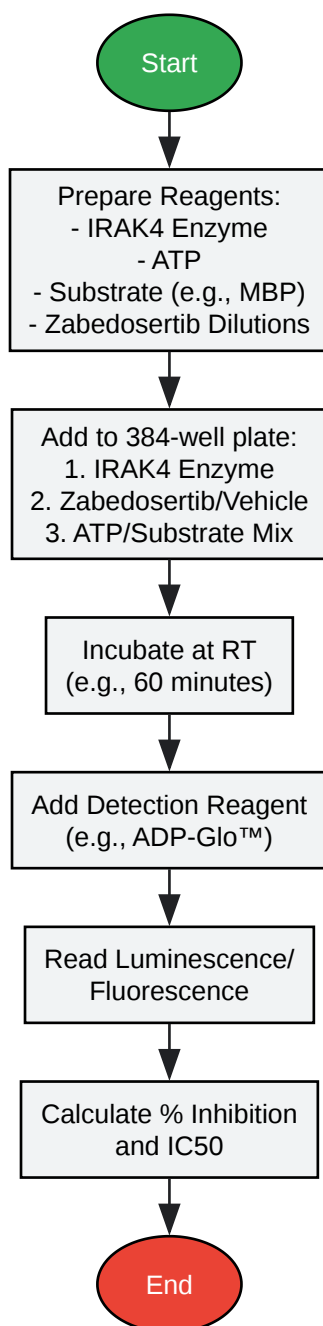 Start
Prepare Reagents:
- IRAK4 Enzyme
- ATP
- Substrate (e.g., MBP)
- Zabedosertib Dilutions
Add to 384-well plate:
1. IRAK4 Enzyme
2. Zabedosertib/Vehicle
3. ATP/Substrate Mix
Incubate at RT
(e.g., 60 minutes)
Add Detection Reagent
(e.g., ADP-Glo™)
Read Luminescence/
Fluorescence
Calculate % Inhibition
and IC50
End